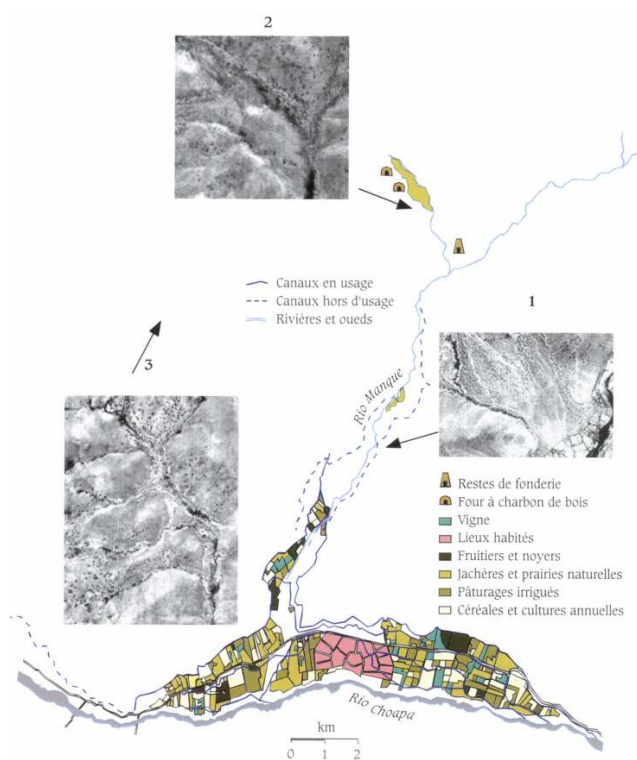 2
Canaux en usage
Canaux hors d'usage
Rivières et oueds
1
3
Rio Manque
Restes de fonderie
Four à charbon de bois
Vigne
Lieux habités
Fruitiers et noyers
Jachères et prairies naturelles
Pâturages irrigués
Céréales et cultures annuelles
Rio Choapa
km
0 1 2